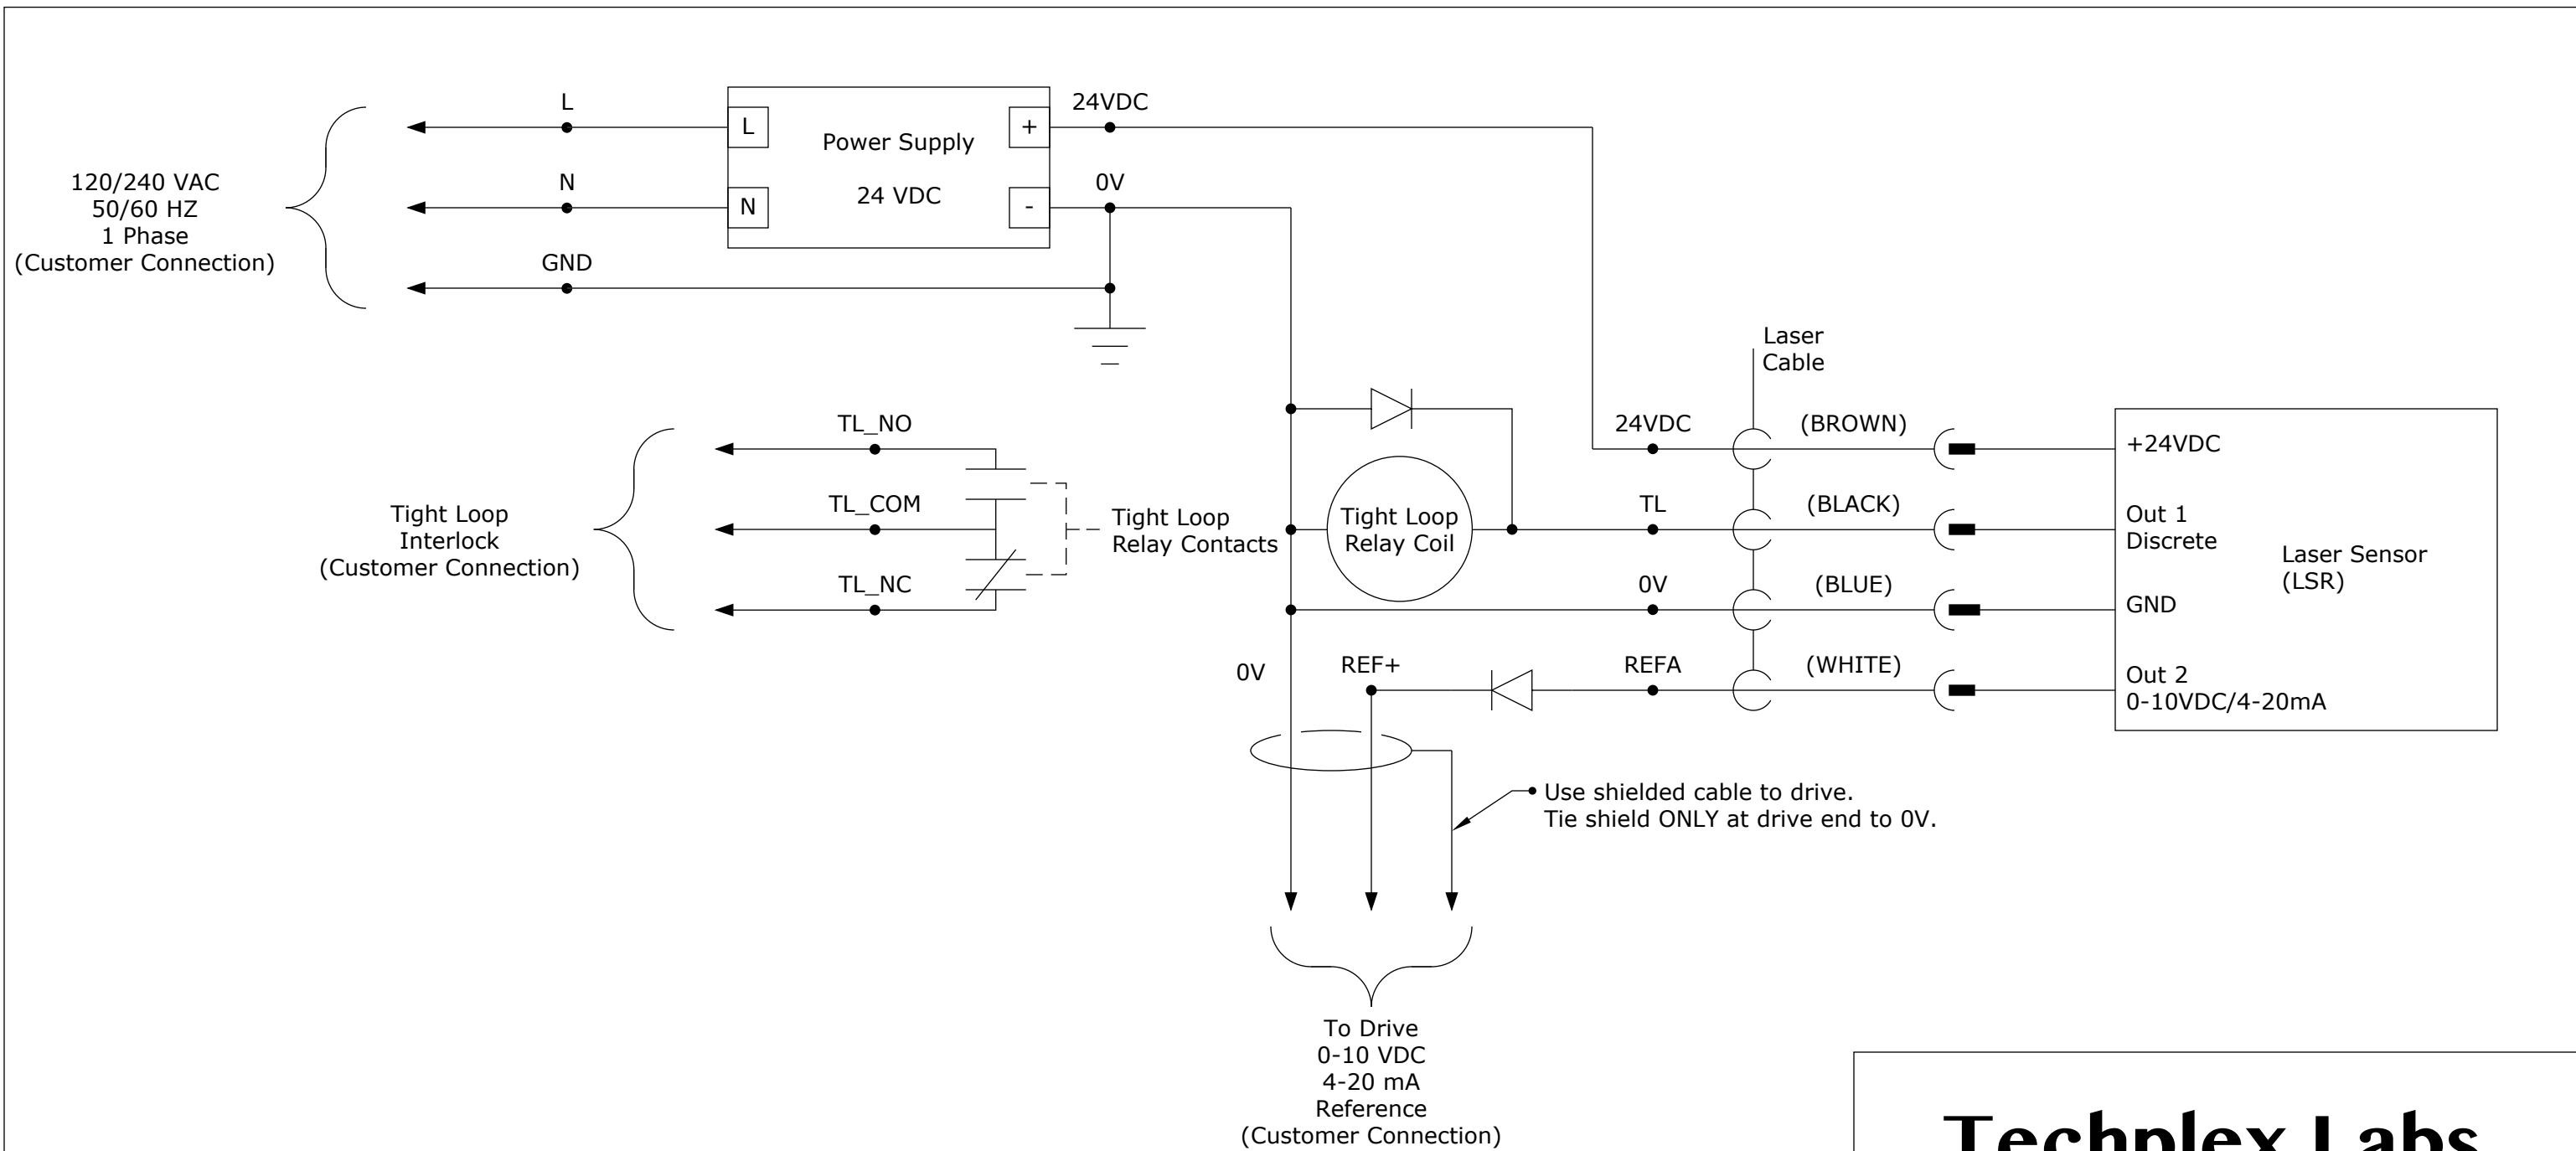 L
24VDC
L
+
Power Supply
120/240 VAC
50/60 HZ
1 Phase
(Customer Connection)
N
N
24 VDC
-
0V
GND
Laser
Cable
TL_NO
TL_COM
TL_NC
Tight Loop
Interlock
(Customer Connection)
Tight Loop
Relay Contacts
Tight Loop
Relay Coil
24VDC
(BROWN)
+24VDC
TL
(BLACK)
Out 1
Discrete
Laser Sensor
(LSR)
0V
(BLUE)
GND
0V
REF+
REFA
(WHITE)
Out 2
0-10VDC/4-20mA
Use shielded cable to drive.
Tie shield ONLY at drive end to 0V.
To Drive
0-10 VDC
4-20 mA
Reference
(Customer Connection)
Techplex Labs